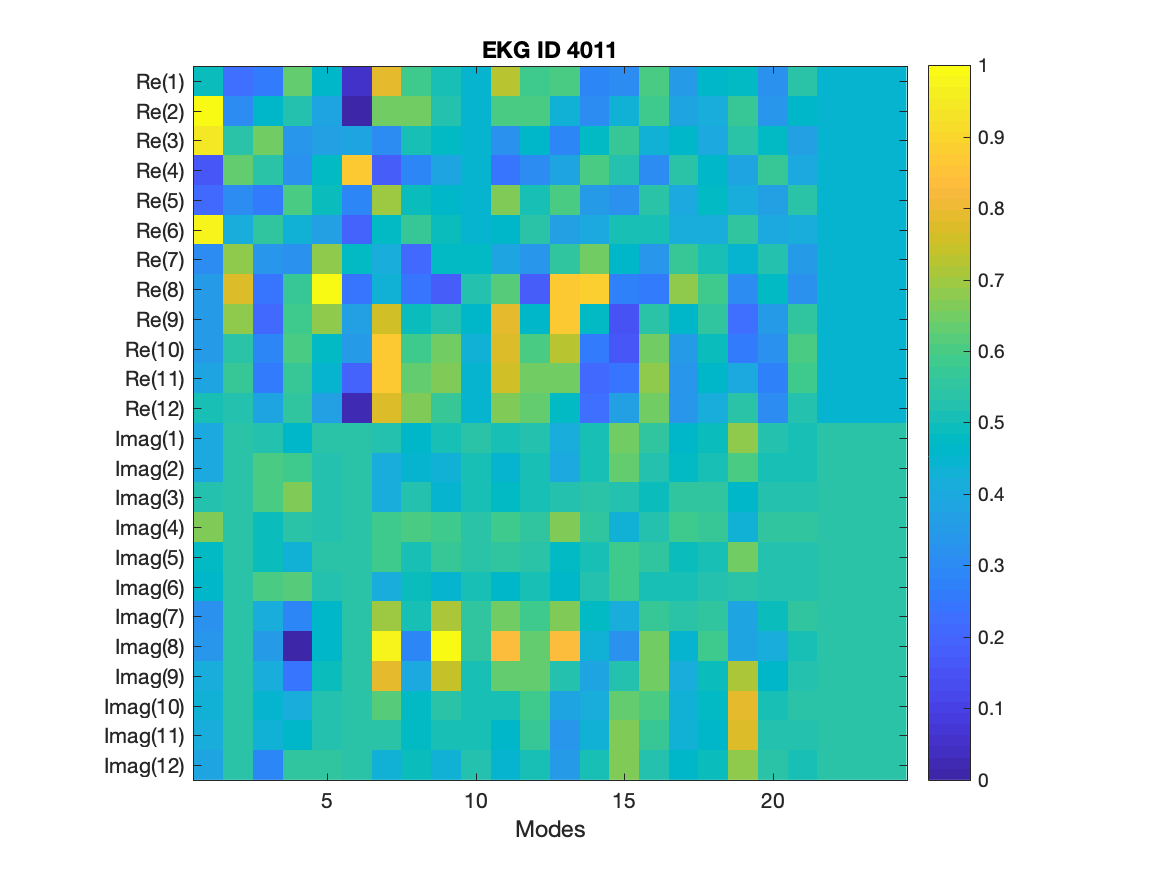 EKG ID 4011
Re(1)
Re(2)
Re(3)
Re(4)
Re(5)
Re(6)
Re(7)
Re(8)
Re(9)
Re(10)
Re(11)
Re(12)
Imag(1)
Imag(2)
Imag(3)
Imag(4)
Imag(5)
Imag(6)
Imag(7)
Imag(8)
Imag(9)
Imag(10)
Imag(11)
Imag(12)
5 10 15 20
Modes
1
0.9
0.8
0.7
0.6
0.5
0.4
0.3
0.2
0.1
0